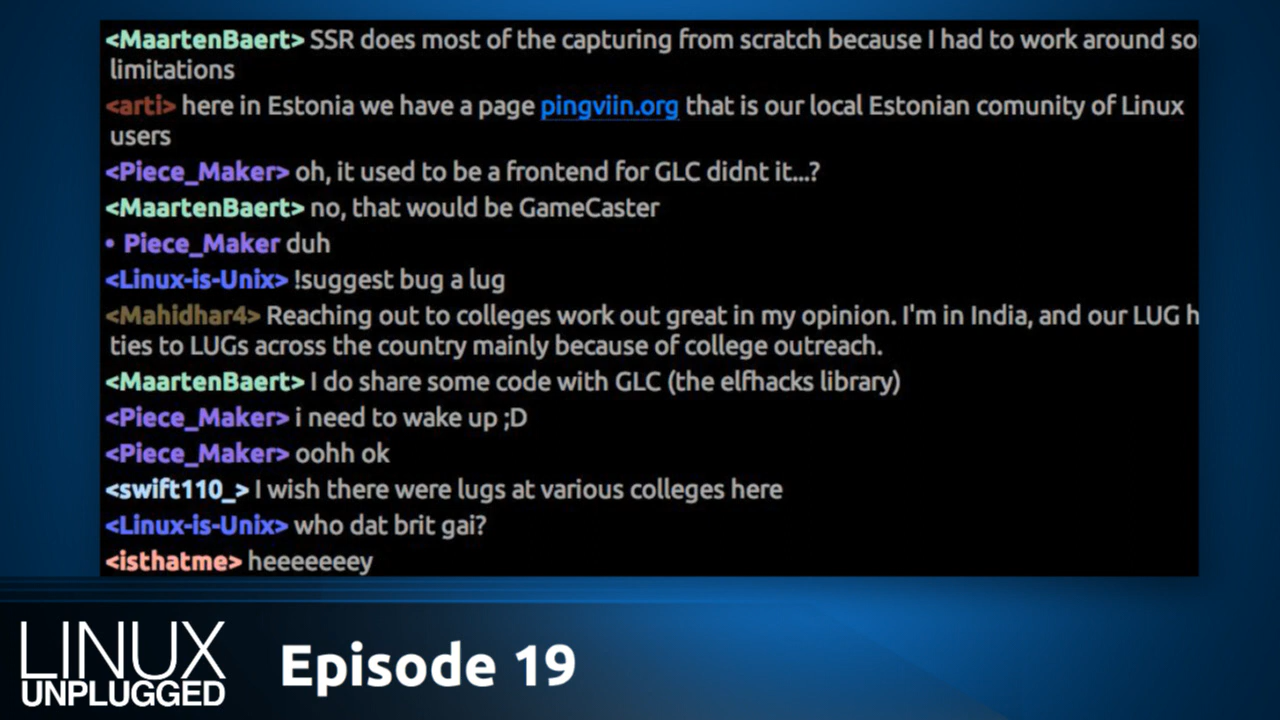 <MaartenBaert> SSR does most of the capturing from scratch because I had to work around so
limitations
<arti> here in Estonia we have a page pingviin.org that is our local Estonian comunity of Linux
users
<Piece_Maker> oh, it used to be a frontend for GLC didnt it...?
<MaartenBaert> no, that would be GameCaster
• Piece_Maker duh
<Linux-is-Unix> !suggest bug a lug
<Mahidhar4> Reaching out to colleges work out great in my opinion. I'm in India, and our LUG h
ties to LUGs across the country mainly because of college outreach.
<MaartenBaert> I do share some code with GLC (the elfhacks library)
<Piece_Maker> i need to wake up ;D
<Piece_Maker> oohh ok
<swift110_> I wish there were lugs at various colleges here
<Linux-is-Unix> who dat brit gai?
<isthatme> heeeeeeey
LINUX
UNPLUGGED
Episode 19